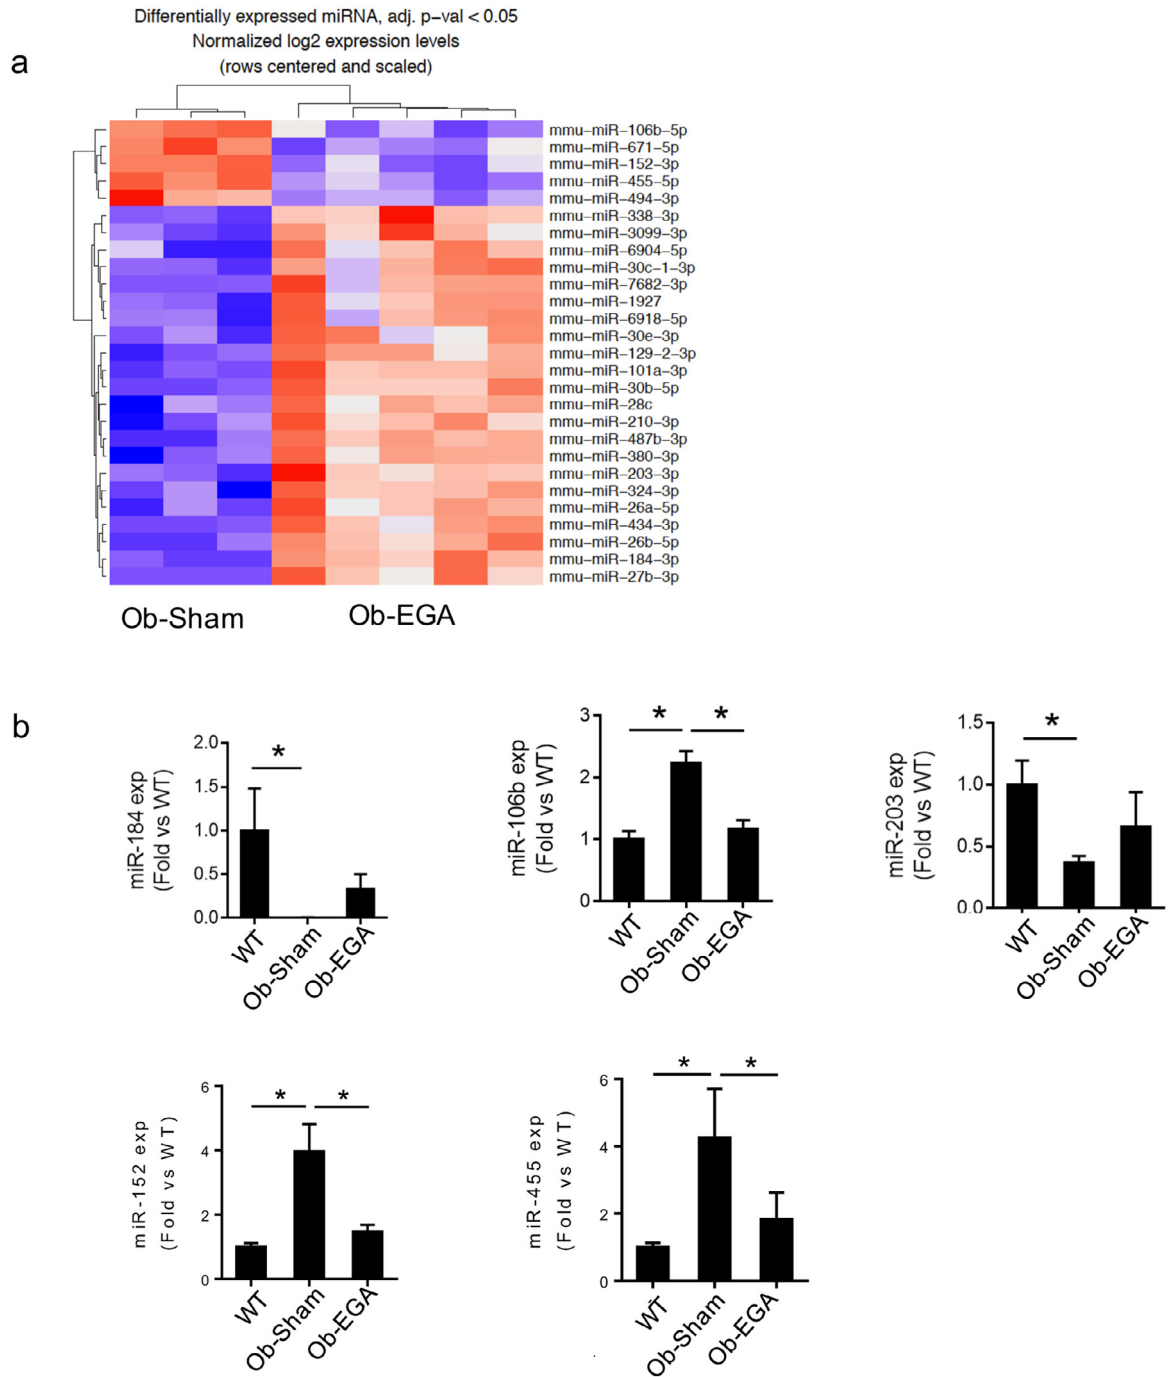 Differentially expressed miRNA, adj. p−val < 0.05
Normalized log2 expression levels
(rows centered and scaled)
a
mmu−miR−106b−5p
mmu−miR−671−5p
mmu−miR−152−3p
mmu−miR−455−5p
mmu−miR−494−3p
mmu−miR−338−3p
mmu−miR−3099−3p
mmu−miR−6904−5p
mmu−miR−30c−1−3p
mmu−miR−7682−3p
mmu−miR−1927
mmu−miR−6918−5p
mmu−miR−30e−3p
mmu−miR−129−2−3p
mmu−miR−101a−3p
mmu−miR−30b−5p
mmu−miR−28c
mmu−miR−210−3p
mmu−miR−487b−3p
mmu−miR−380−3p
mmu−miR−203−3p
mmu−miR−324−3p
mmu−miR−26a−5p
mmu−miR−434−3p
mmu−miR−26b−5p
mmu−miR−184−3p
mmu−miR−27b−3p
Ob-Sham Ob-EGA
b
miR-184 exp
(Fold vs WT)
2.0
1.5
1.0
0.5
0.0
*
WT
Ob-Sham
Ob-EGA
miR-106b exp
(Fold vs WT)
3
2
1
0
* *
WT
Ob-Sham
Ob-EGA
miR-203 exp
(Fold vs WT)
1.5
1.0
0.5
0.0
*
WT
Ob-Sham
Ob-EGA
miR-152 exp
(Fold vs WT)
6
4
2
0
* *
WT
Ob-Sham
Ob-EGA
miR-455 exp
(Fold vs WT)
6
4
2
0
* *
WT
Ob-Sham
Ob-EGA